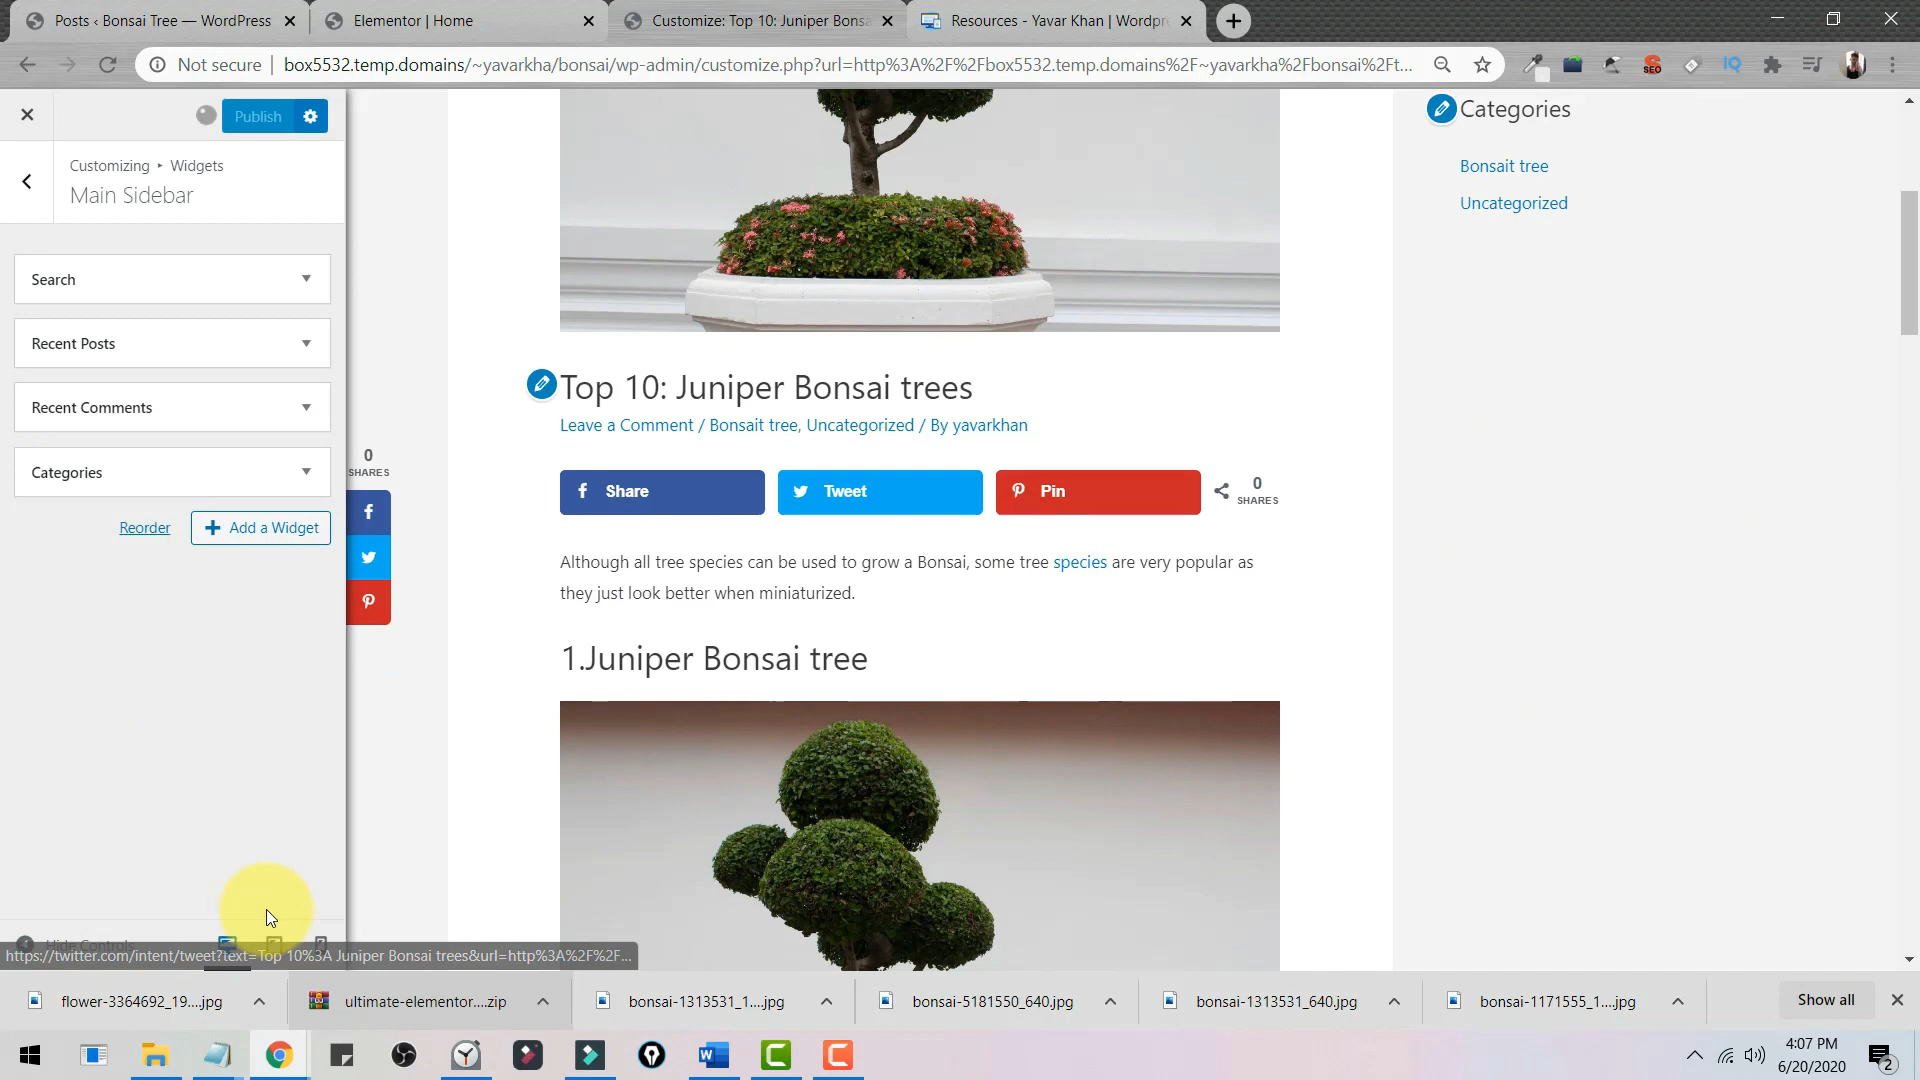 Posts ‹ Bonsai Tree — WordPress
Elementor | Home
Customize: Top 10: Juniper Bonsa
Resources - Yavar Khan | Wordpr
Not secure
box5532.temp.domains/~yavarkha/bonsai/wp-admin/customize.php?url=http%3A%2F%2Fbox5532.temp.domains%2F~yavarkha%2Fbonsai%2Ft...
SEO
Publish
Customizing ▸ Widgets
Main Sidebar
Search
Recent Posts
Recent Comments
Categories
Reorder
Add a Widget
Hide Controls
0
SHARES
Top 10: Juniper Bonsai trees
Leave a Comment / Bonsait tree, Uncategorized / By yavarkhan
Share
Tweet
Pin
0
SHARES
Although all tree species can be used to grow a Bonsai, some tree species are very popular as
they just look better when miniaturized.
1.Juniper Bonsai tree
Categories
Bonsait tree
Uncategorized
https://twitter.com/intent/tweet?text=Top 10%3A Juniper Bonsai trees&url=http%3A%2F%2F...
flower-3364692_19....jpg
ultimate-elementor....zip
bonsai-1313531_1....jpg
bonsai-5181550_640.jpg
bonsai-1313531_640.jpg
bonsai-1171555_1....jpg
Show all
4:07 PM
6/20/2020
2